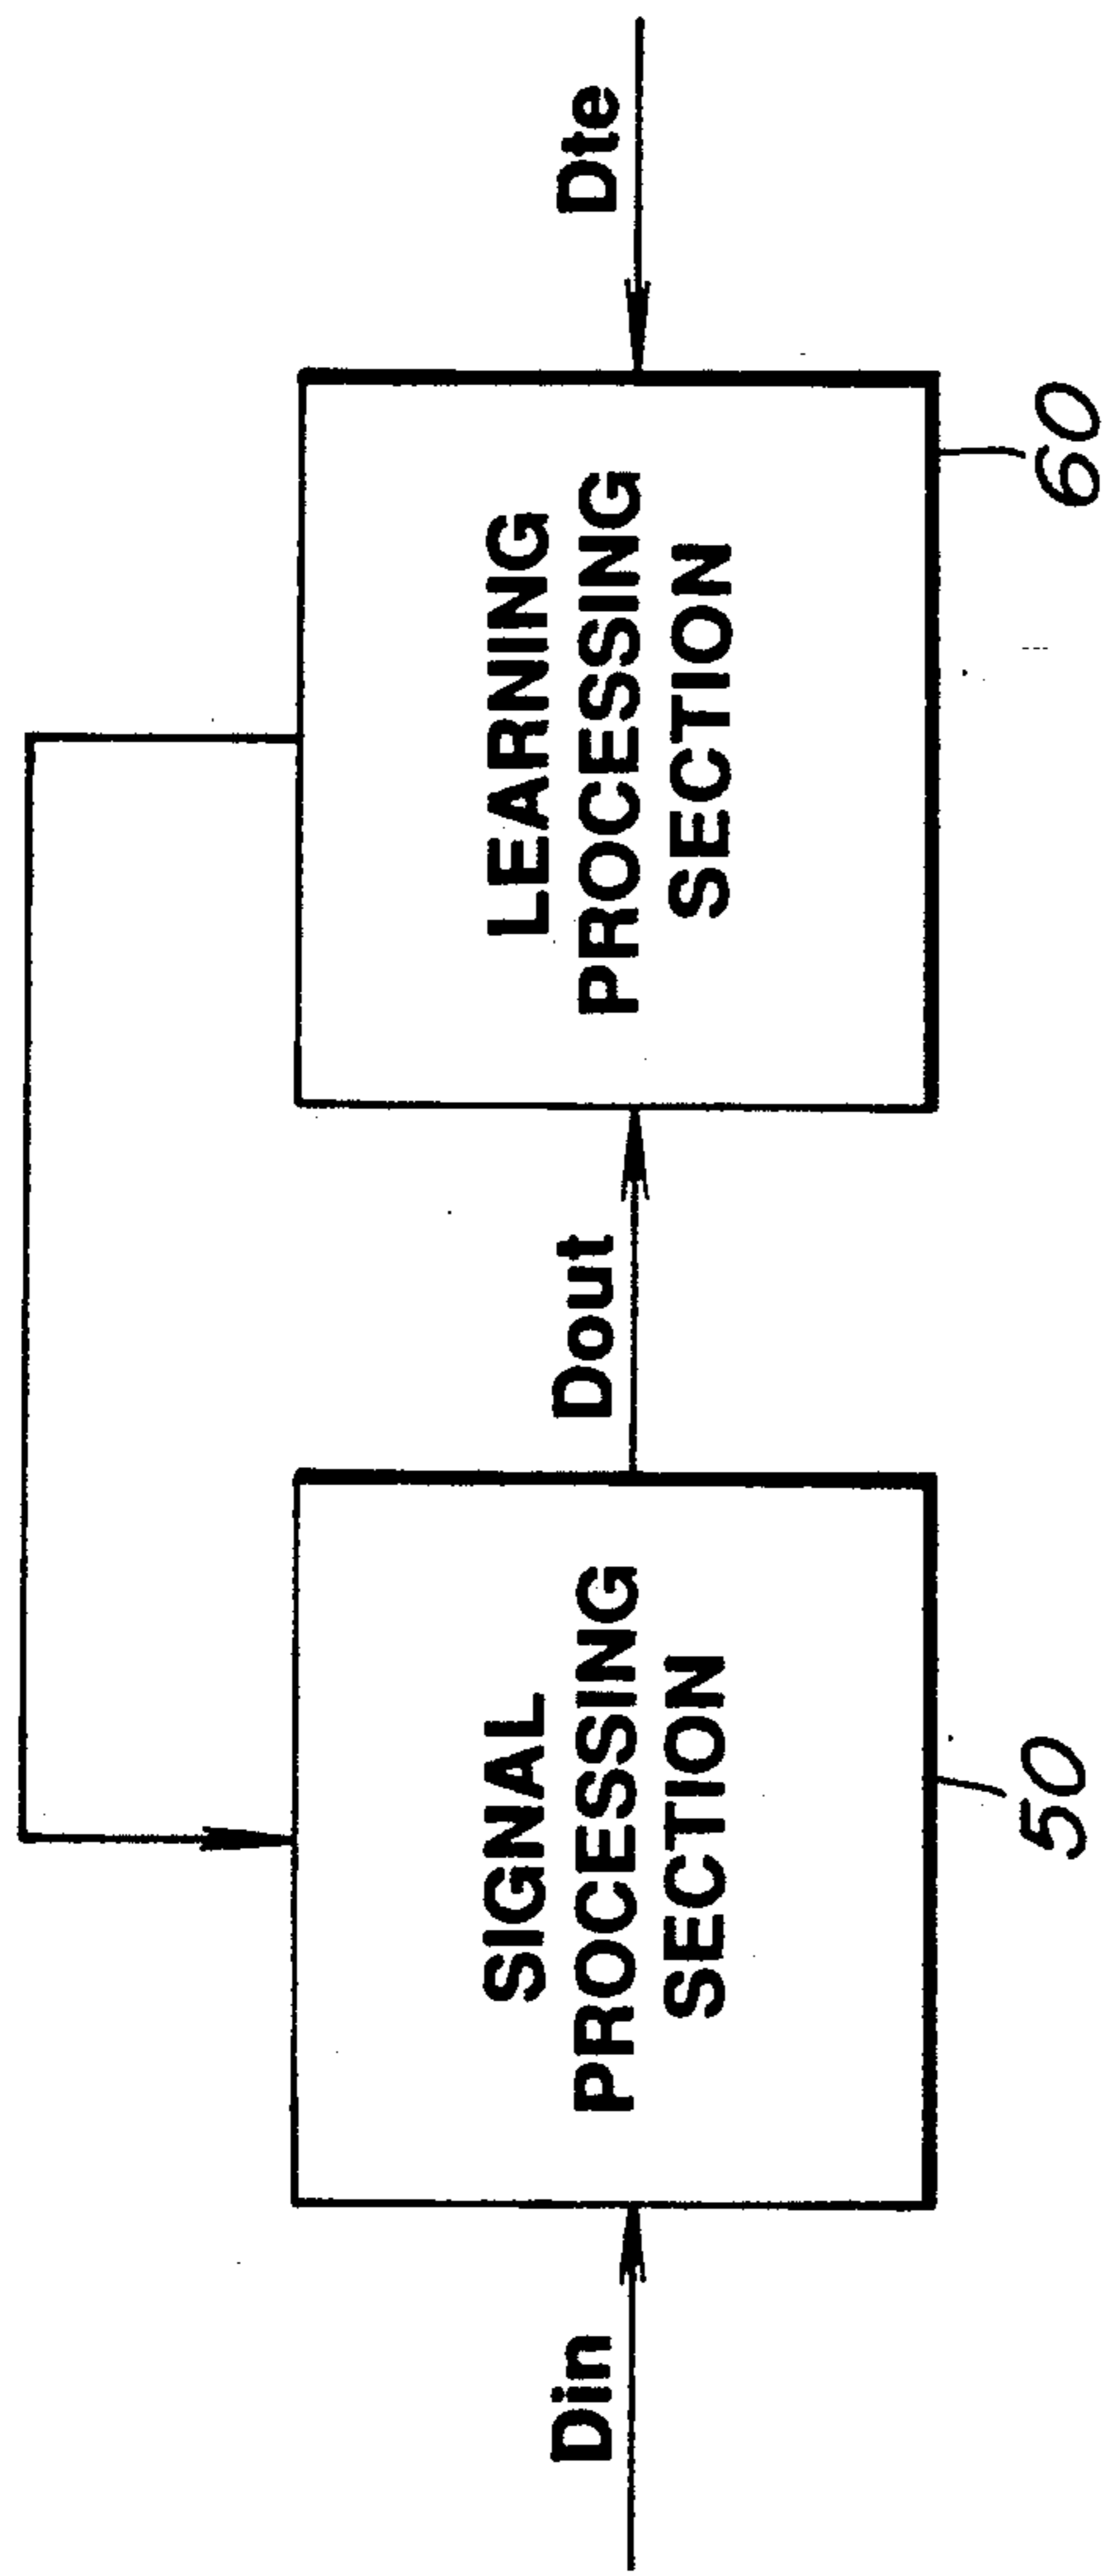 Din
SIGNAL
PROCESSING
SECTION
50
Dout
LEARNING
PROCESSING
SECTION
60
Dte